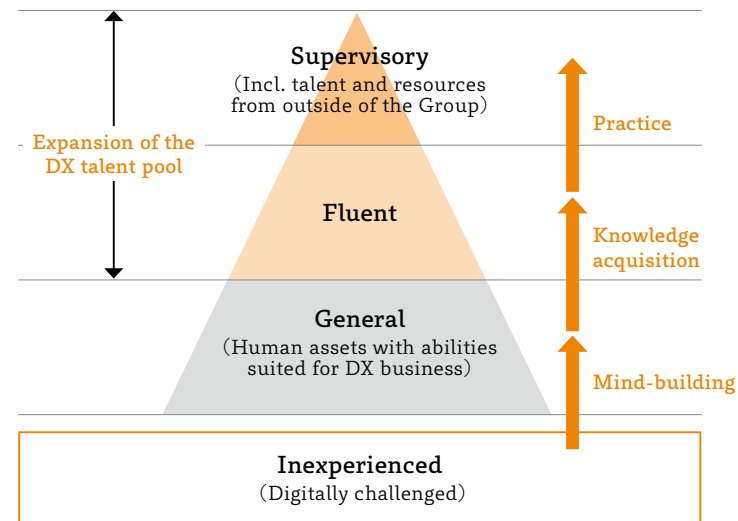 Supervisory
(Incl. talent and resources
from outside of the Group)
Practice
Expansion of the
DX talent pool
Fluent
Knowledge
acquisition
General
(Human assets with abilities
suited for DX business)
Mind-building
Inexperienced
(Digitally challenged)